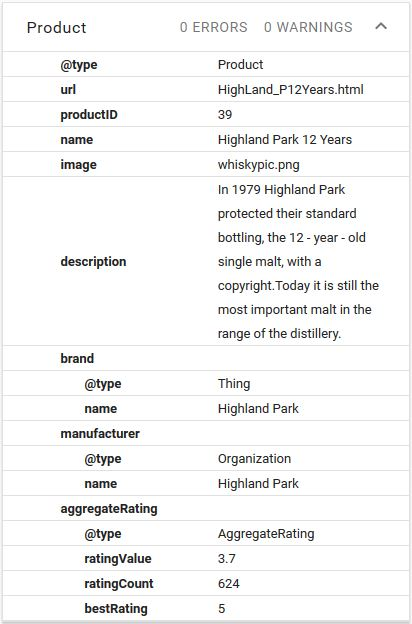 Product 0 ERRORS 0 WARNINGS
@type Product
url HighLand_P12Years.html
productID 39
name Highland Park 12 Years
image whiskypic.png
description In 1979 Highland Park
protected their standard
bottling, the 12 - year - old
single malt, with a
copyright.Today it is still the
most important malt in the
range of the distillery.
brand
@type Thing
name Highland Park
manufacturer
@type Organization
name Highland Park
aggregateRating
@type AggregateRating
ratingValue 3.7
ratingCount 624
bestRating 5